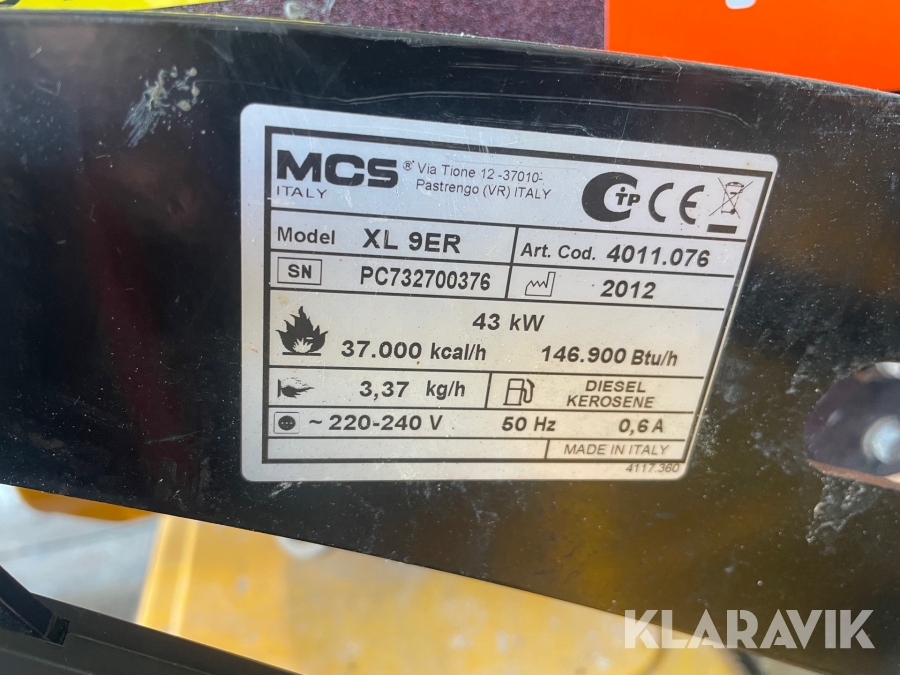 MCS® Via Tione 12 -37010-
ITALY Pastrengo (VR) ITALY
CTP CE
Model XL 9ER Art. Cod. 4011.076
SN PC732700376 2012
43 kW
37.000 kcal/h 146.900 Btu/h
3,37 kg/h DIESEL
KEROSENE
~ 220-240 V 50 Hz 0,6 A
MADE IN ITALY
4117.360
KLARAVIK